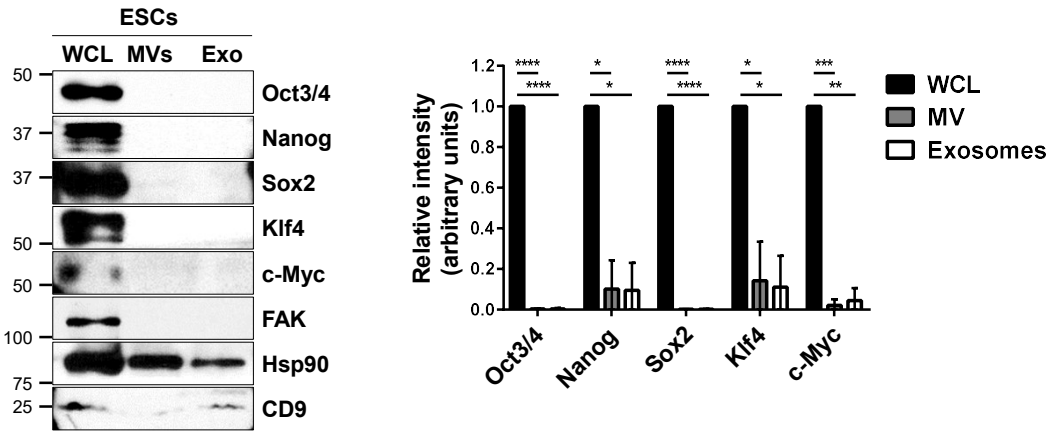 ESCs
WCL MVs Exo
50
Oct3/4
37
Nanog
37
Sox2
Klf4
50
c-Myc
50
FAK
100
Hsp90
75
25
CD9
Relative intensity
(arbitrary units)
1.2
1.0
0.8
0.6
0.4
0.2
0.0
**** * **** * ***
**** * **** * **
Oct3/4 Nanog Sox2 Klf4 c-Myc
WCL
MV
Exosomes